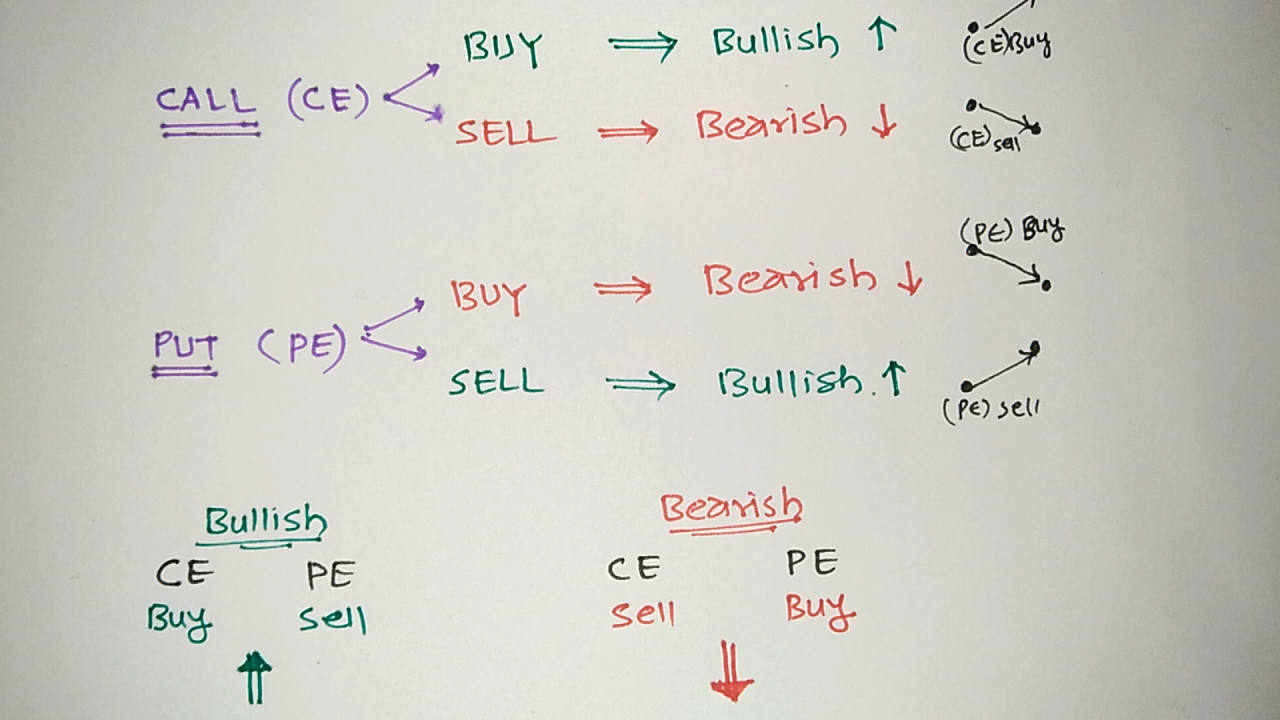 BUY ⇒ Bullish ↑ (CE)Buy
CALL (CE)
SELL ⇒ Bearish ↓ (CE) sell
(PE) Buy
BUY ⇒ Bearish ↓
PUT (PE)
SELL ⇒ Bullish. ↑
(PE) sell
Bullish Bearish
CE PE CE PE
Buy Sell Sell Buy